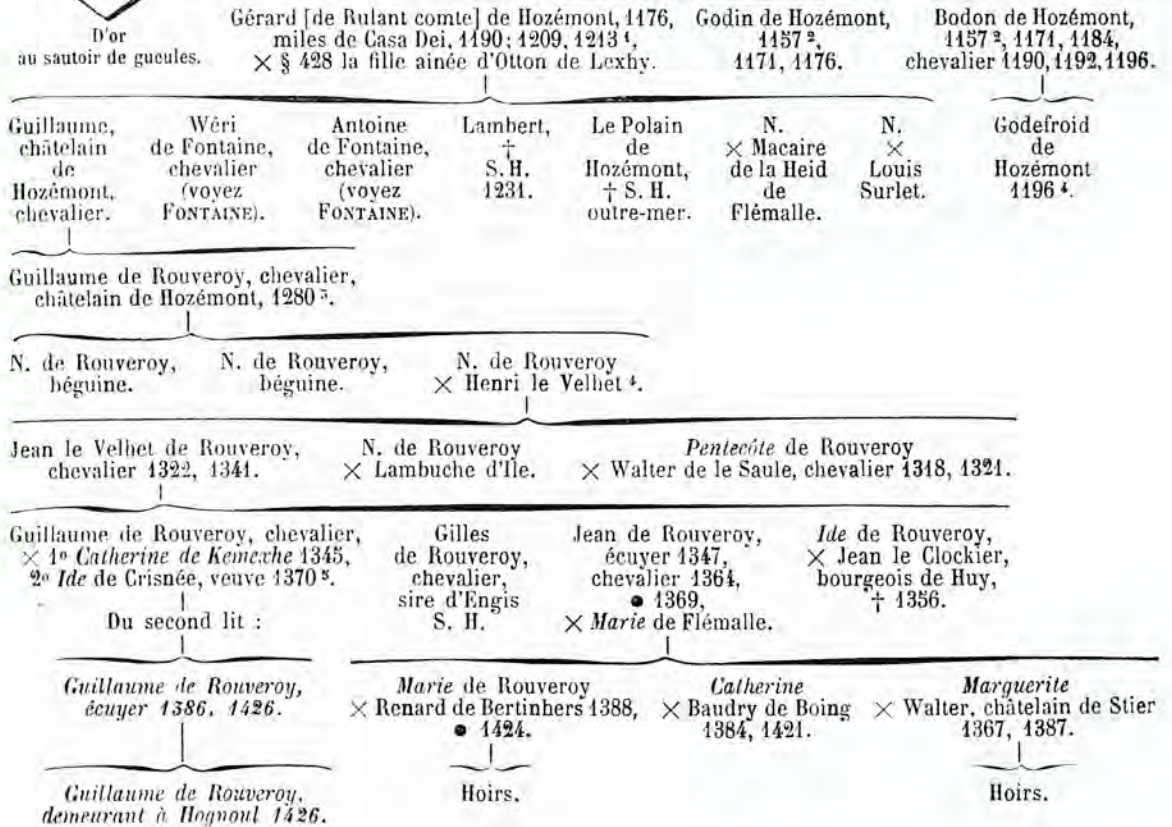 D'or
au sautoir de gueules.
Gérard [de Rulant comte] de Hozémont, 1176,
miles de Casa Dei, 1190; 1209, 1213 ¹,
× § 428 la fille ainée d'Otton de Lexhy.
Godin de Hozémont,
1157 ²,
1171, 1176.
Bodon de Hozémont,
1157 ², 1171, 1184,
chevalier 1190, 1192, 1196.
Guillaume,
châtelain
de
Hozémont,
chevalier.
Wéri
de Fontaine,
chevalier
(voyez
FONTAINE).
Antoine
de Fontaine,
chevalier
(voyez
FONTAINE).
Lambert,
†
S. H.
1231.
Le Polain
de
Hozémont,
† S. H.
outre-mer.
N.
× Macaire
de la Heid
de
Flémalle.
N.
×
Louis
Surlet.
Godefroid
de
Hozémont
1196 ⁴.
Guillaume de Rouveroy, chevalier,
châtelain de Hozémont, 1280 ³.
N. de Rouveroy,
béguine.
N. de Rouveroy,
béguine.
N. de Rouveroy
× Henri le Velhet ⁴.
Jean le Velhet de Rouveroy,
chevalier 1322, 1341.
N. de Rouveroy
× Lambuche d'Ile.
Pentecôte de Rouveroy
× Walter de le Saule, chevalier 1318, 1321.
Guillaume de Rouveroy, chevalier,
× 1º Catherine de Kemexhe 1345,
2º Ide de Crisnée, veuve 1370 ⁵.
Gilles
de Rouveroy,
chevalier,
sire d'Engis
S. H.
Jean de Rouveroy,
écuyer 1347,
chevalier 1364,
● 1369,
× Marie de Flémalle.
Ide de Rouveroy,
× Jean le Clockier,
bourgeois de Huy,
† 1356.
Du second lit :
Guillaume de Rouveroy,
écuyer 1386, 1426.
Marie de Rouveroy
× Renard de Bertinhers 1388,
● 1424.
Catherine
× Baudry de Boing
1384, 1421.
Marguerite
× Walter, châtelain de Stier
1367, 1387.
Guillaume de Rouveroy,
demeurant à Hognoul 1426.
Hoirs.
Hoirs.